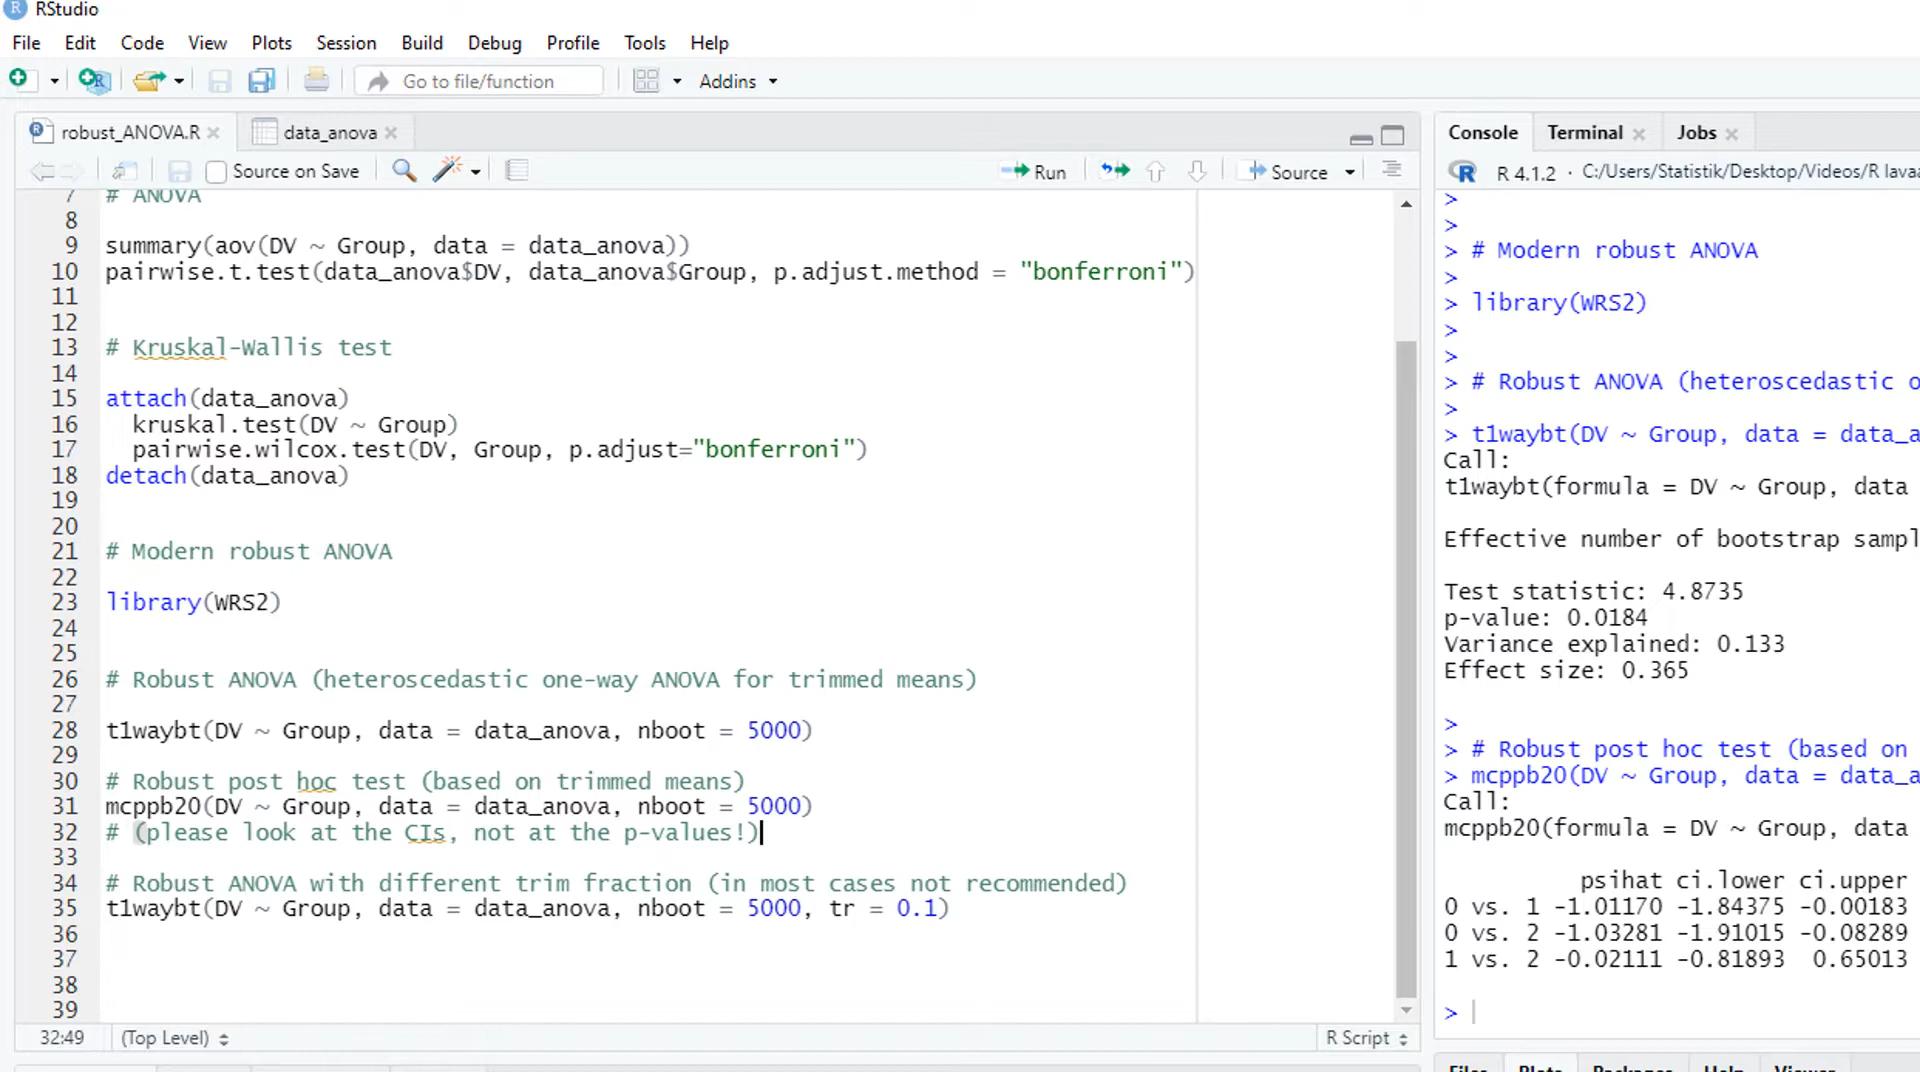 RStudio
File Edit Code View Plots Session Build Debug Profile Tools Help
Go to file/function Addins
robust_ANOVA.R data_anova
Source on Save Run Source
7 # ANOVA
8
9 summary(aov(DV ~ Group, data = data_anova))
10 pairwise.t.test(data_anova$DV, data_anova$Group, p.adjust.method = "bonferroni")
11
12
13 # Kruskal-Wallis test
14
15 attach(data_anova)
16 kruskal.test(DV ~ Group)
17 pairwise.wilcox.test(DV, Group, p.adjust="bonferroni")
18 detach(data_anova)
19
20
21 # Modern robust ANOVA
22
23 library(WRS2)
24
25
26 # Robust ANOVA (heteroscedastic one-way ANOVA for trimmed means)
27
28 t1waybt(DV ~ Group, data = data_anova, nboot = 5000)
29
30 # Robust post hoc test (based on trimmed means)
31 mcppb20(DV ~ Group, data = data_anova, nboot = 5000)
32 # (please look at the CIs, not at the p-values!)
33
34 # Robust ANOVA with different trim fraction (in most cases not recommended)
35 t1waybt(DV ~ Group, data = data_anova, nboot = 5000, tr = 0.1)
36
37
38
39
32:49 (Top Level) R Script
Console Terminal Jobs
R 4.1.2 · C:/Users/Statistik/Desktop/Videos/R lavaa
>
>
> # Modern robust ANOVA
>
> library(WRS2)
>
>
> # Robust ANOVA (heteroscedastic o
>
> t1waybt(DV ~ Group, data = data_a
Call:
t1waybt(formula = DV ~ Group, data
Effective number of bootstrap sampl
Test statistic: 4.8735
p-value: 0.0184
Variance explained: 0.133
Effect size: 0.365
>
> # Robust post hoc test (based on
> mcppb20(DV ~ Group, data = data_a
Call:
mcppb20(formula = DV ~ Group, data
psihat ci.lower ci.upper
0 vs. 1 -1.01170 -1.84375 -0.00183
0 vs. 2 -1.03281 -1.91015 -0.08289
1 vs. 2 -0.02111 -0.81893 0.65013
>
Files Plots Packages Help Viewer